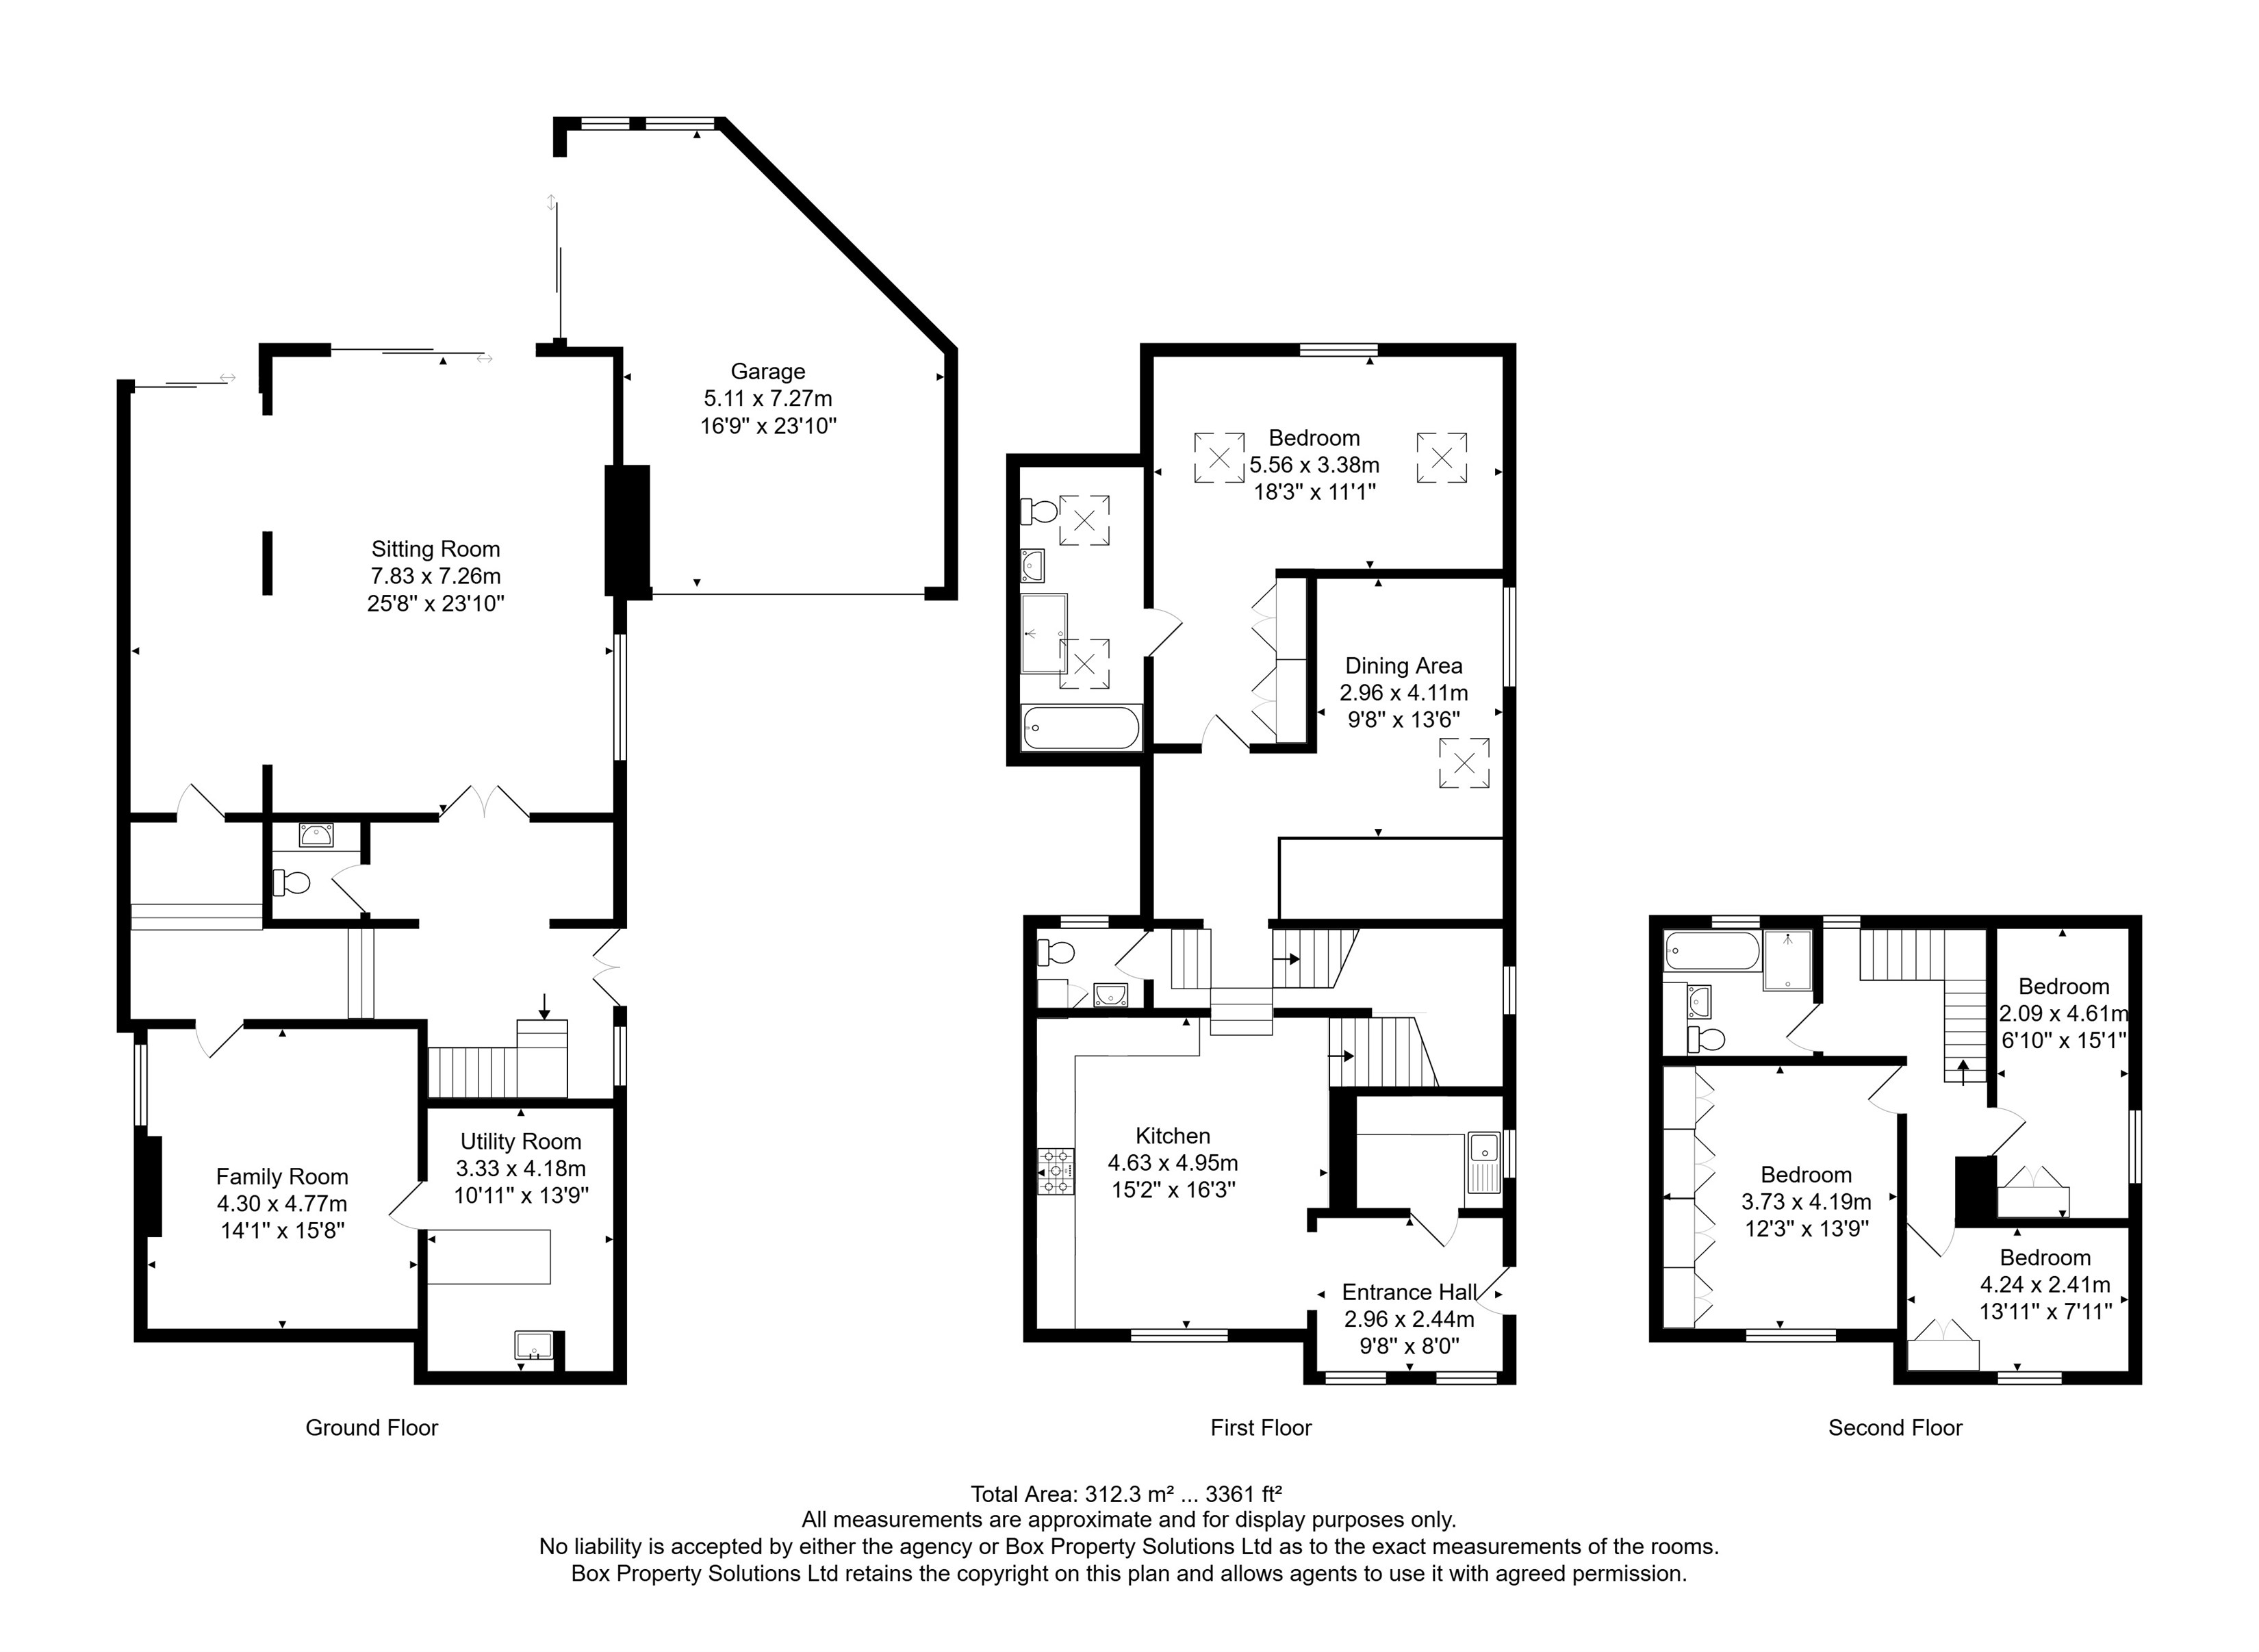 Garage
5.11 x 7.27m
16'9" x 23'10"
Sitting Room
7.83 x 7.26m
25'8" x 23'10"
Family Room
4.30 x 4.77m
14'1" x 15'8"
Utility Room
3.33 x 4.18m
10'11" x 13'9"
Ground Floor
Bedroom
5.56 x 3.38m
18'3" x 11'1"
Dining Area
2.96 x 4.11m
9'8" x 13'6"
Kitchen
4.63 x 4.95m
15'2" x 16'3"
Entrance Hall
2.96 x 2.44m
9'8" x 8'0"
First Floor
Bedroom
2.09 x 4.61m
6'10" x 15'1"
Bedroom
3.73 x 4.19m
12'3" x 13'9"
Bedroom
4.24 x 2.41m
13'11" x 7'11"
Second Floor
Total Area: 312.3 m² ... 3361 ft²
All measurements are approximate and for display purposes only.
No liability is accepted by either the agency or Box Property Solutions Ltd as to the exact measurements of the rooms.
Box Property Solutions Ltd retains the copyright on this plan and allows agents to use it with agreed permission.